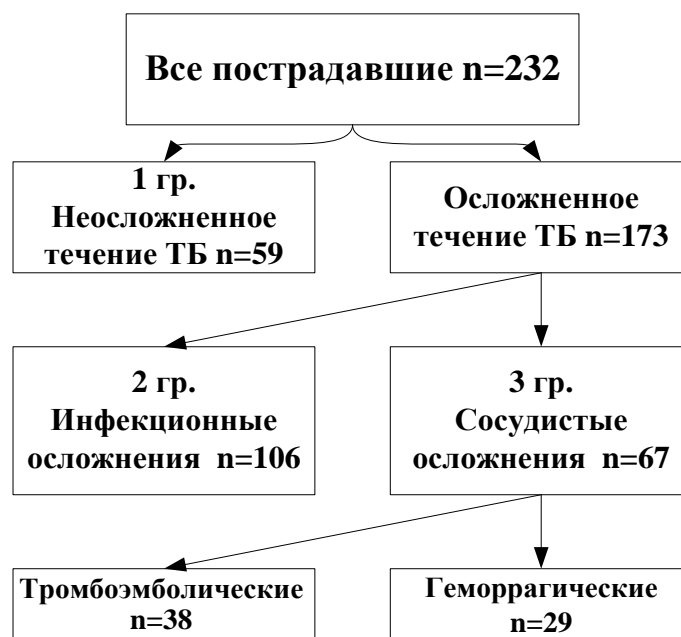 Все пострадавшие n=232
1 гр.
Неосложненное
течение ТБ n=59
Осложненное
течение ТБ n=173
2 гр.
Инфекционные
осложнения n=106
3 гр.
Сосудистые
осложнения n=67
Тромбоэмболические
n=38
Геморрагические
n=29